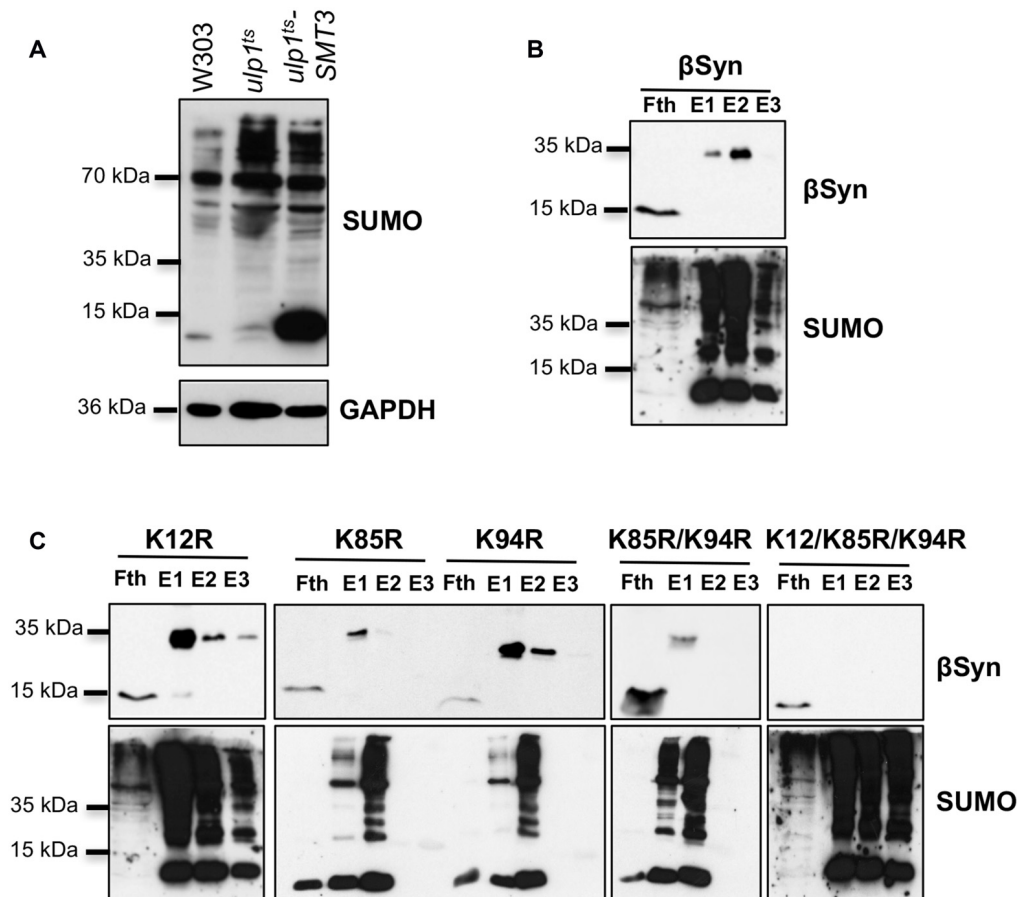 A
W303
ulp1ts
ulp1ts-
SMT3
70 kDa
35 kDa
15 kDa
SUMO
36 kDa
GAPDH
B
βSyn
Fth E1 E2 E3
35 kDa
15 kDa
βSyn
35 kDa
15 kDa
SUMO
C
K12R K85R K94R K85R/K94R K12/K85R/K94R
Fth E1 E2 E3 Fth E1 E2 E3 Fth E1 E2 E3 Fth E1 E2 E3 Fth E1 E2 E3
35 kDa
15 kDa
βSyn
35 kDa
15 kDa
SUMO